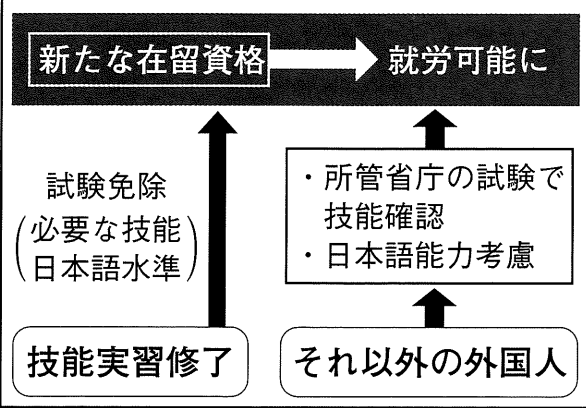 新たな在留資格
就労可能に
試験免除
(必要な技能
日本語水準)
・所管省庁の試験で
技能確認
・日本語能力考慮
技能実習修了
それ以外の外国人